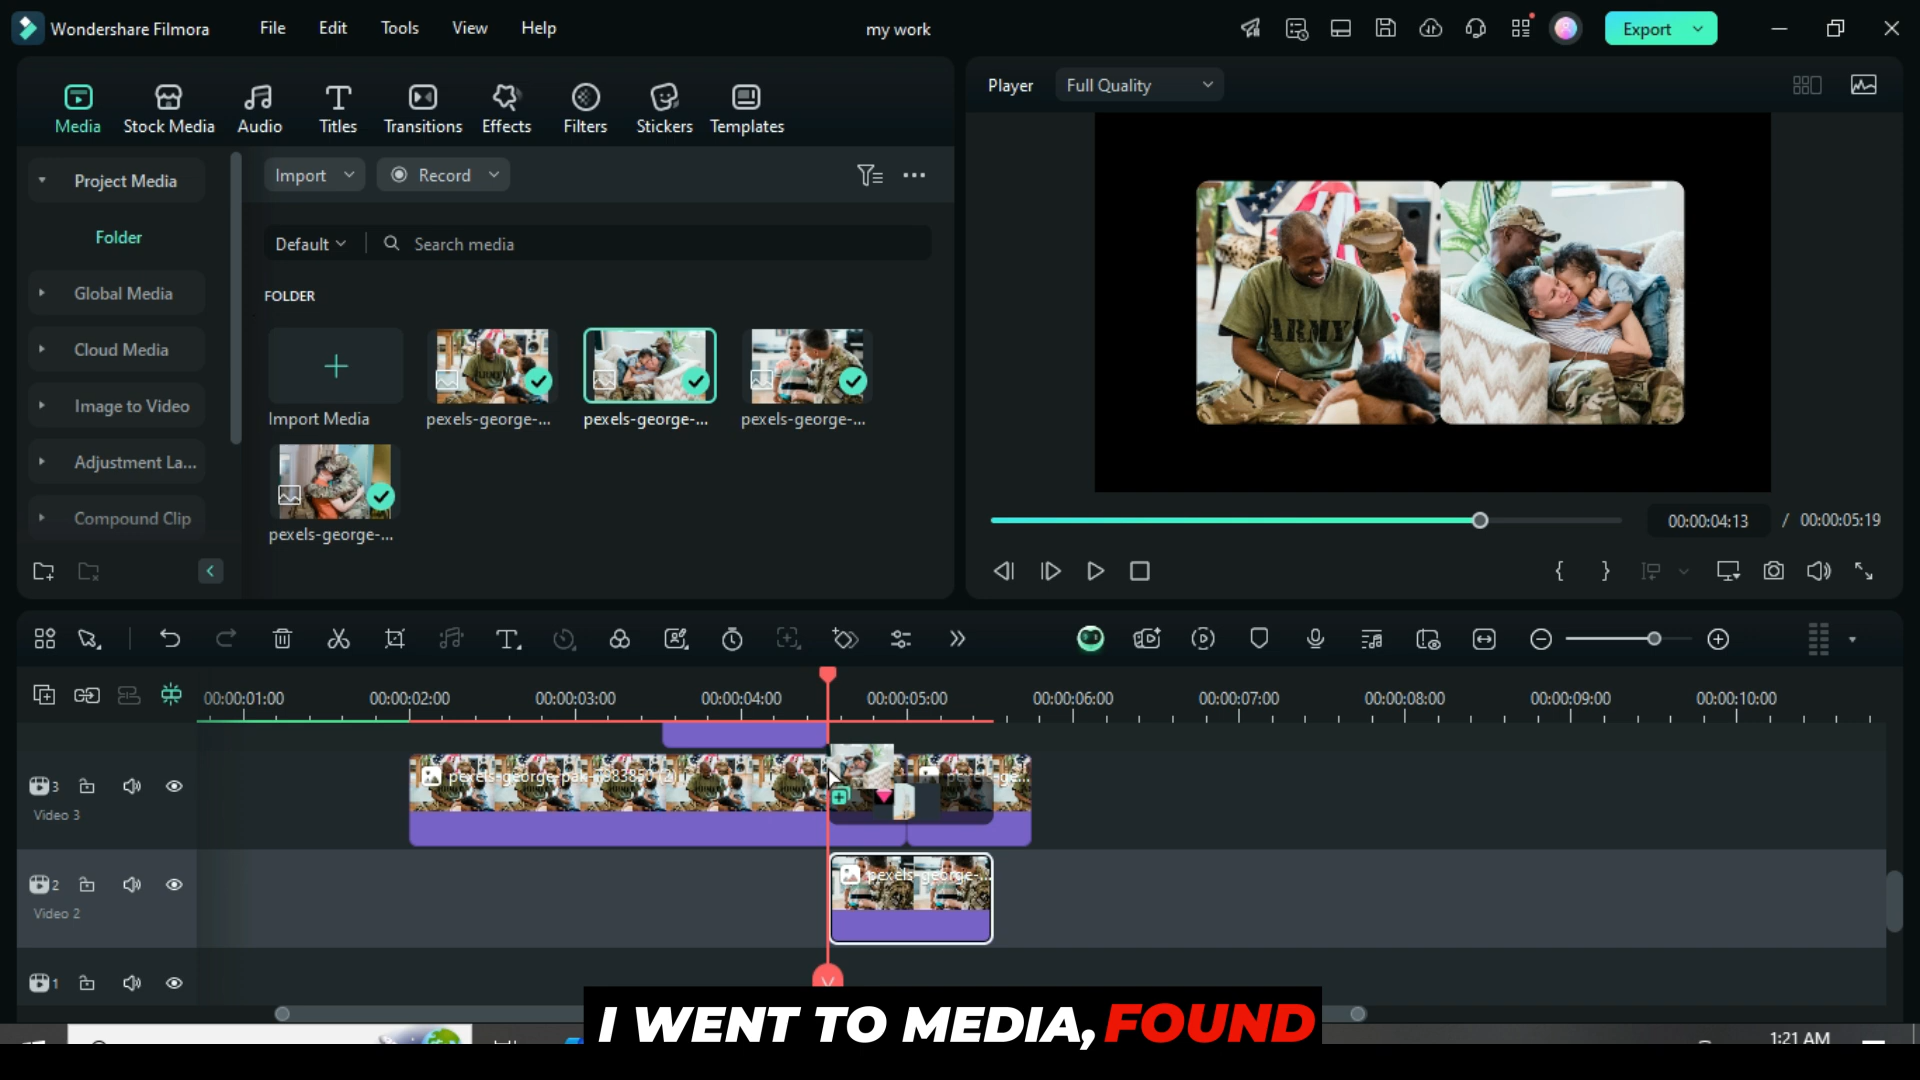 Wondershare Filmora File Edit Tools View Help my work Export
Media Stock Media Audio Titles Transitions Effects Filters Stickers Templates
Player Full Quality
Project Media Import Record
Folder
Default Search media
Global Media
FOLDER
Cloud Media
ARMY
Image to Video
Import Media pexels-george-... pexels-george-... pexels-george-...
Adjustment La...
Compound Clip
pexels-george-...
00:00:04:13 / 00:00:05:19
00:00:01:00 00:00:02:00 00:00:03:00 00:00:04:00 00:00:05:00 00:00:06:00 00:00:07:00 00:00:08:00 00:00:09:00 00:00:10:00
3 pexels-ge...
Video 3
2 pexels-george-...
Video 2
1
I WENT TO MEDIA, FOUND
1:21 AM